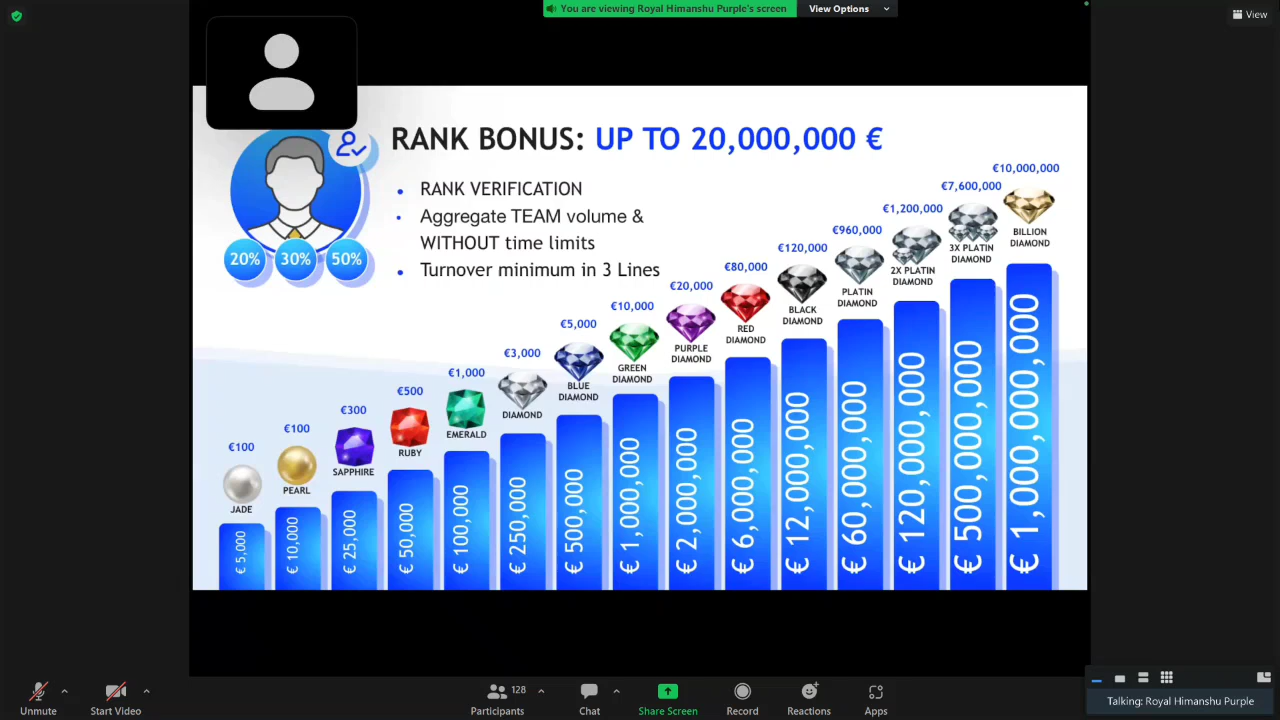 You are viewing Royal Himanshu Purple's screen
View Options
View
RANK BONUS: UP TO 20,000,000 €
• RANK VERIFICATION
• Aggregate TEAM volume &
WITHOUT time limits
• Turnover minimum in 3 Lines
20% 30% 50%
€100
JADE
€ 5,000
€100
PEARL
€ 10,000
€300
SAPPHIRE
€ 25,000
€500
RUBY
€ 50,000
€1,000
EMERALD
€ 100,000
€3,000
DIAMOND
€ 250,000
€5,000
BLUE
DIAMOND
€ 500,000
€10,000
GREEN
DIAMOND
€ 1,000,000
€20,000
PURPLE
DIAMOND
€ 2,000,000
€80,000
RED
DIAMOND
€ 6,000,000
€120,000
BLACK
DIAMOND
€ 12,000,000
€960,000
PLATIN
DIAMOND
€ 60,000,000
€1,200,000
2X PLATIN
DIAMOND
€ 120,000,000
€7,600,000
3X PLATIN
DIAMOND
€ 500,000,000
€10,000,000
BILLION
DIAMOND
€ 1,000,000,000
Unmute
Start Video
128
Participants
Chat
Share Screen
Record
Reactions
Apps
Talking: Royal Himanshu Purple